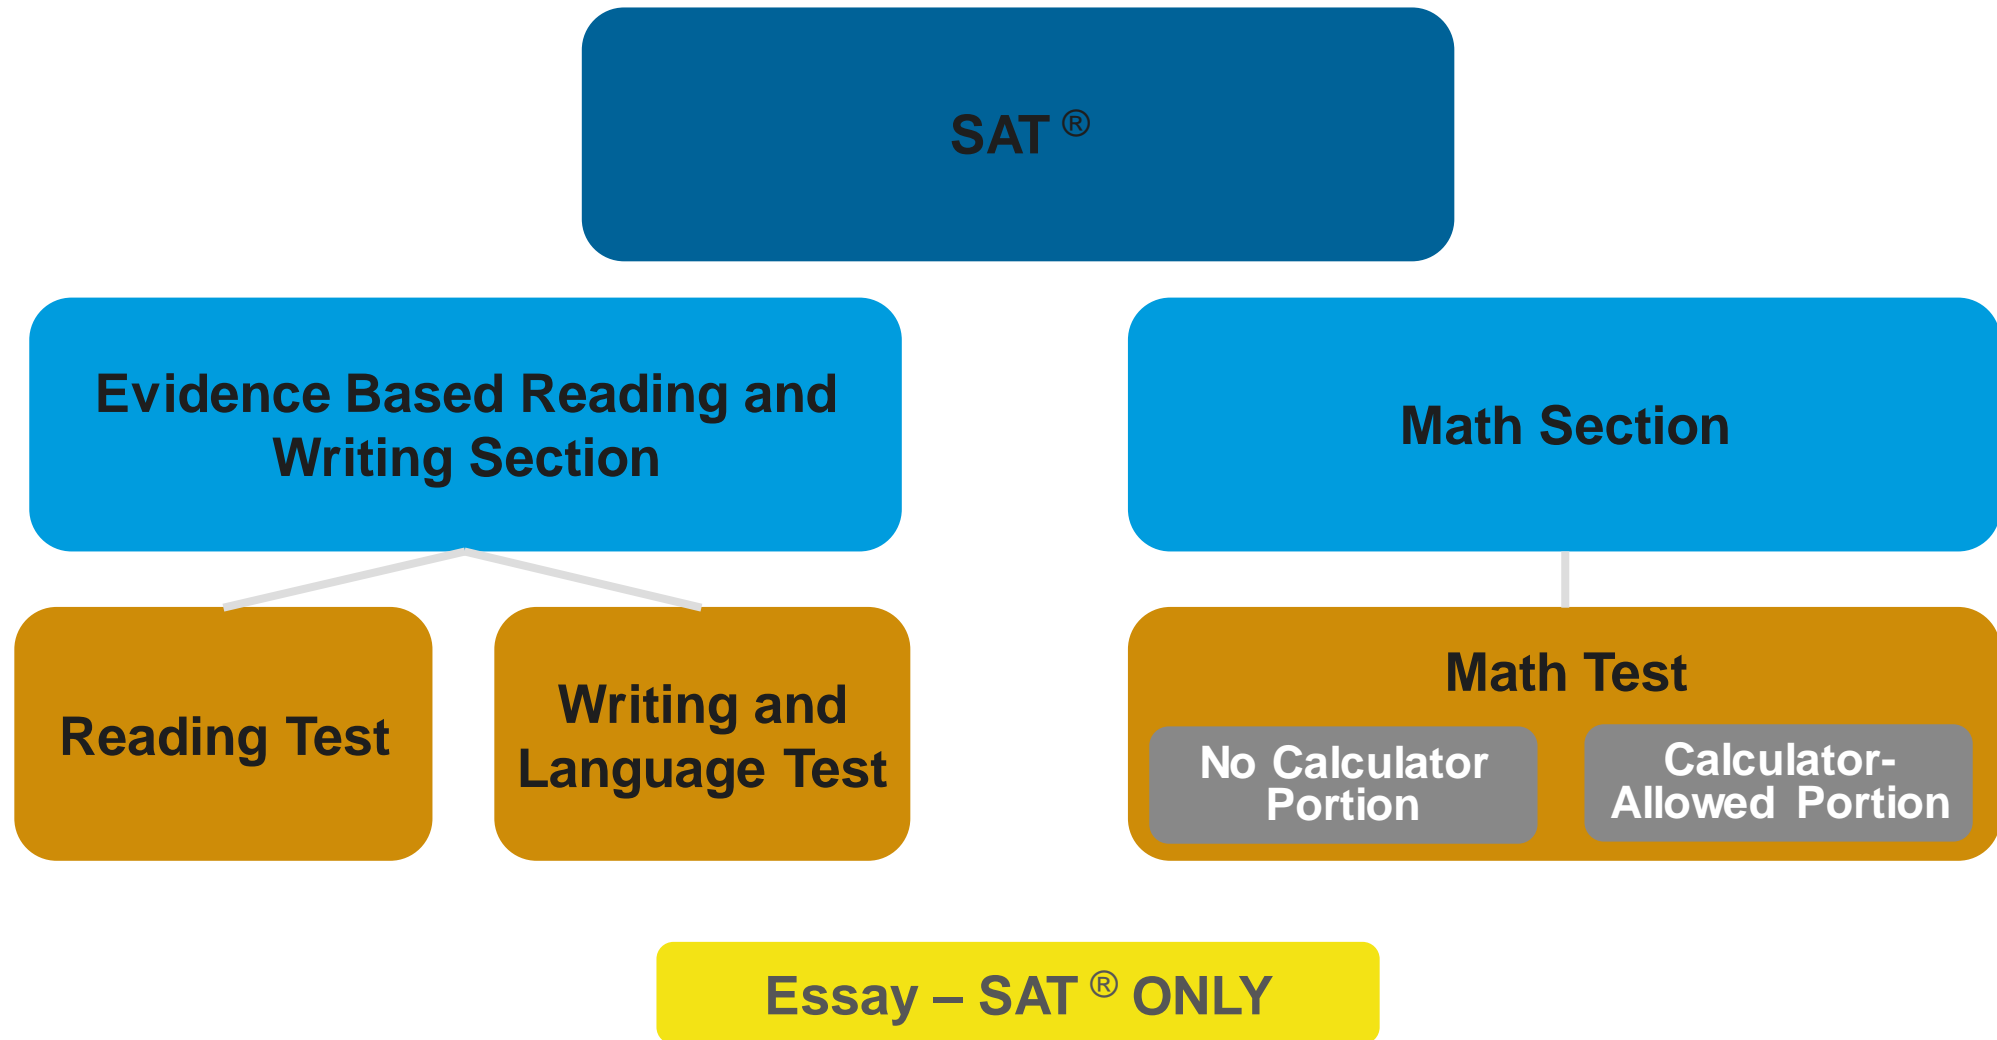 SAT ®
Evidence Based Reading and
Writing Section
Math Section
Reading Test
Writing and
Language Test
Math Test
No Calculator
Portion
Calculator-
Allowed Portion
Essay – SAT ® ONLY